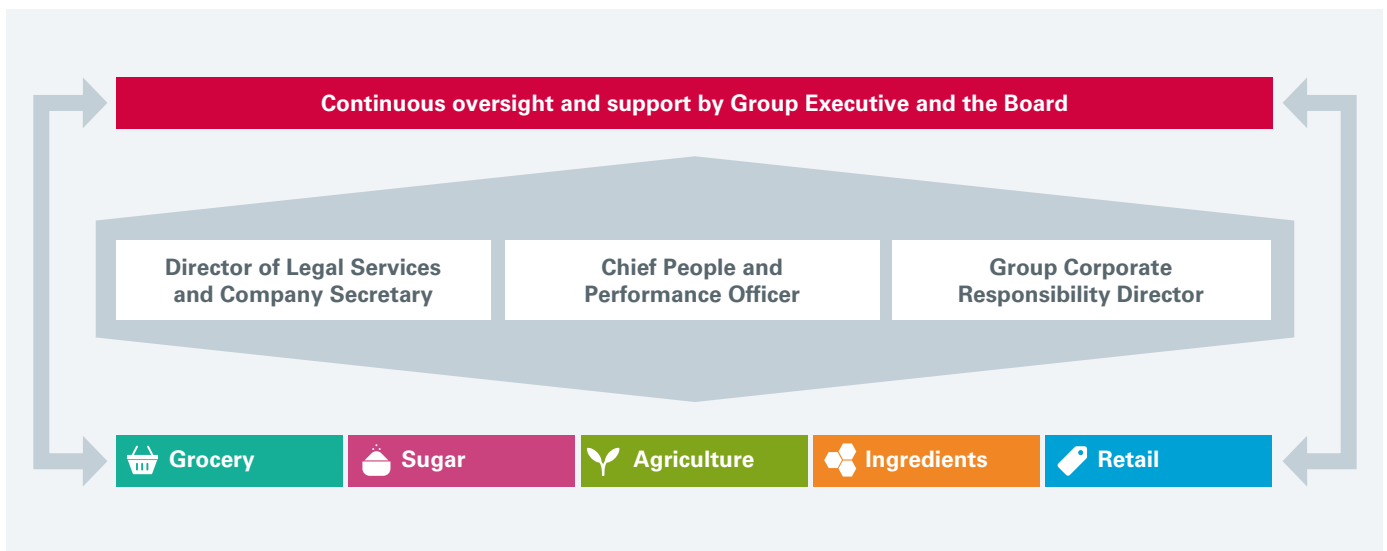 Continuous oversight and support by Group Executive and the Board
Director of Legal Services
and Company Secretary
Chief People and
Performance Officer
Group Corporate
Responsibility Director
Grocery
Sugar
Agriculture
Ingredients
Retail